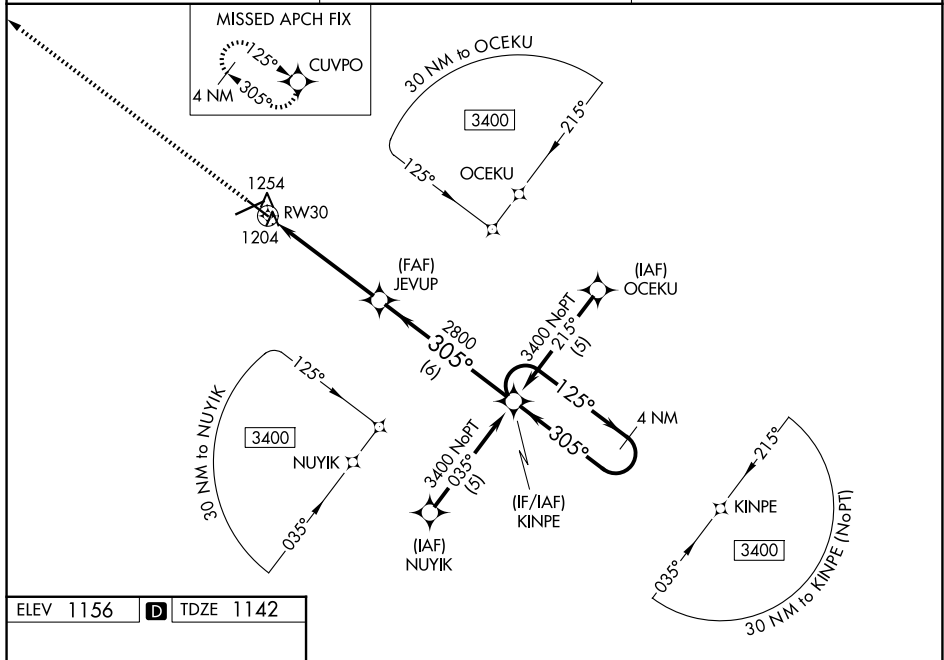 MISSED APCH FIX
125°
CUVPO
305°
4 NM
30 NM to OCEKU
3400
215°
125°
OCEKU
1254
RW30
1204
(FAF)
JEVUP
(IAF)
OCEKU
2800
305°
(6)
3400 NoPT
215°
(5)
125°
4 NM
305°
30 NM to NUYIK
125°
3400
NUYIK
035°
3400 NoPT
035°
(5)
(IF/IAF)
KINPE
(IAF)
NUYIK
215°
KINPE
3400
035°
30 NM to KINPE (NoPT)
ELEV 1156 D TDZE 1142